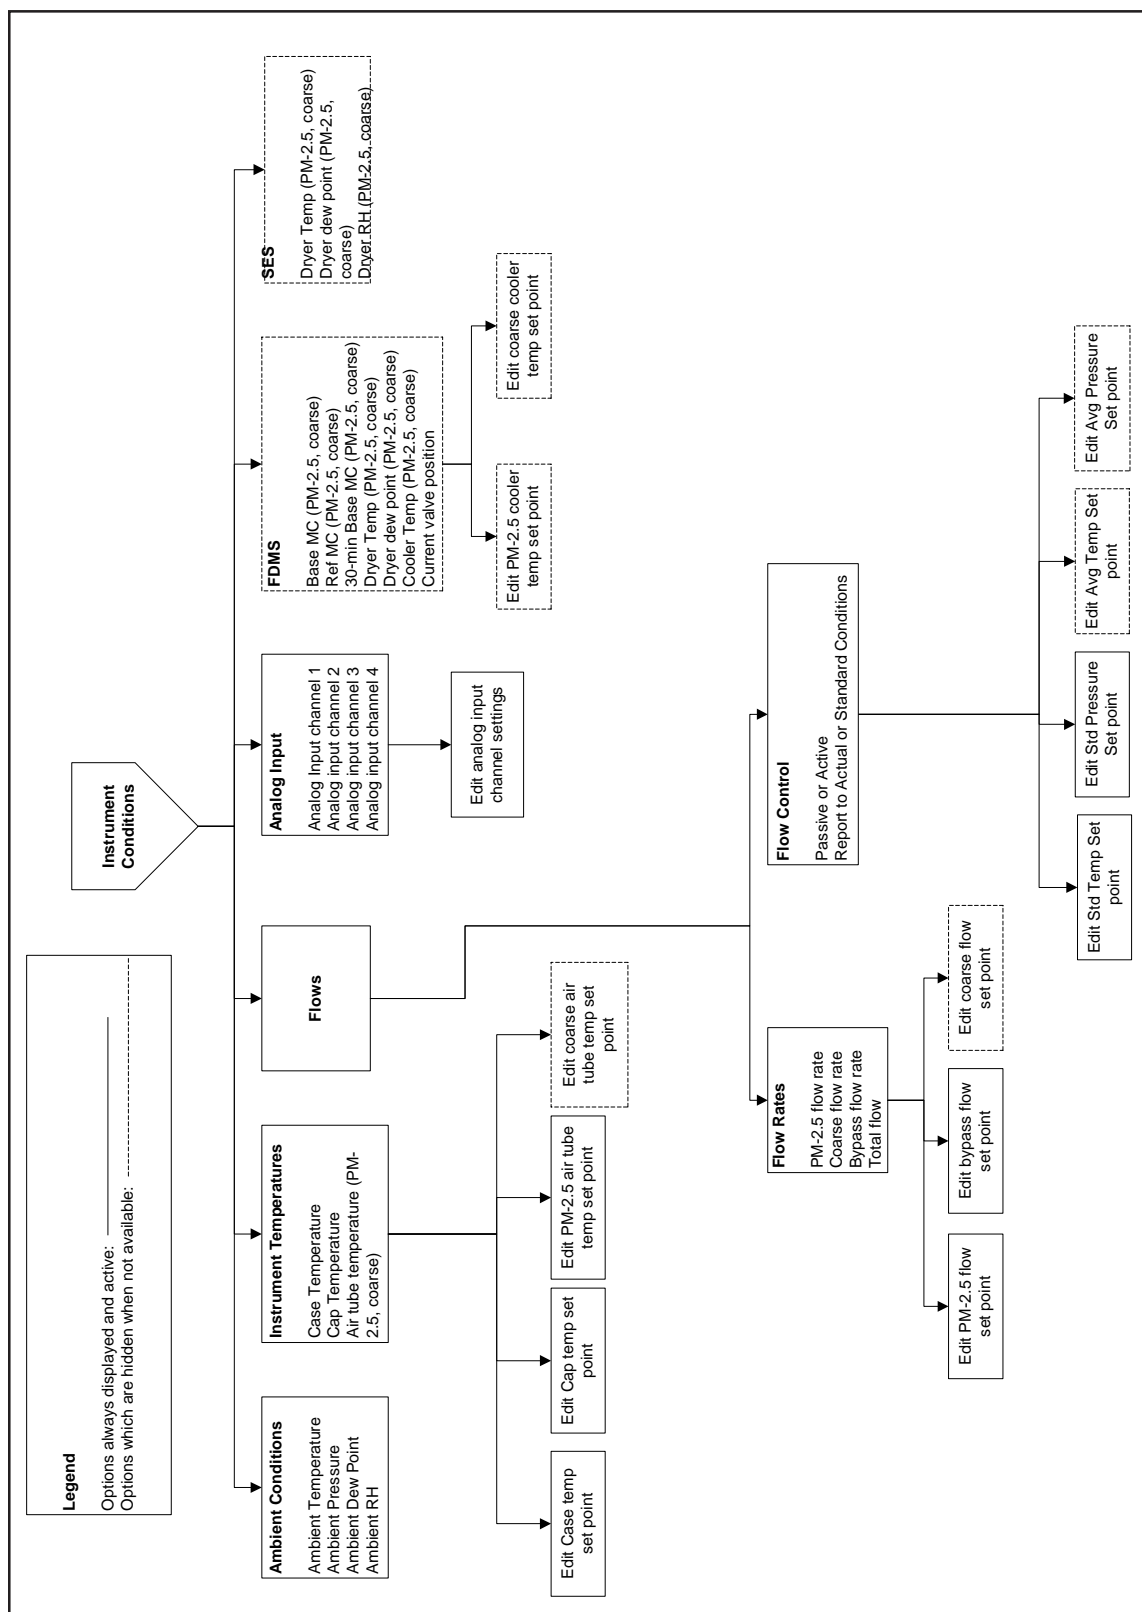 Legend
Options always displayed and active:
Options which are hidden when not available:
Instrument
Conditions
Ambient Conditions
Ambient Temperature
Ambient Pressure
Ambient Dew Point
Ambient RH
Instrument Temperatures
Case Temperature
Cap Temperature
Air tube temperature (PM-
2.5, coarse)
Flows
Analog Input
Analog Input channel 1
Analog input channel 2
Analog input channel 3
Analog input channel 4
FDMS
Base MC (PM-2.5, coarse)
Ref MC (PM-2.5, coarse)
30-min Base MC (PM-2.5, coarse)
Dryer Temp (PM-2.5, coarse)
Dryer dew point (PM-2.5, coarse)
Cooler Temp (PM-2.5, coarse)
Current valve position
SES
Dryer Temp (PM-2.5, coarse)
Dryer dew point (PM-2.5,
coarse)
Dryer RH (PM-2.5, coarse)
Edit analog input
channel settings
Edit PM-2.5 cooler
temp set point
Edit coarse cooler
temp set point
Edit Case temp
set point
Edit Cap temp set
point
Edit PM-2.5 air tube
temp set point
Edit coarse air
tube temp set
point
Flow Rates
PM-2.5 flow rate
Coarse flow rate
Bypass flow rate
Total flow
Flow Control
Passive or Active
Report to Actual or Standard Conditions
Edit PM-2.5 flow
set point
Edit bypass flow
set point
Edit coarse flow
set point
Edit Std Temp Set
point
Edit Std Pressure
Set point
Edit Avg Temp Set
point
Edit Avg Pressure
Set point